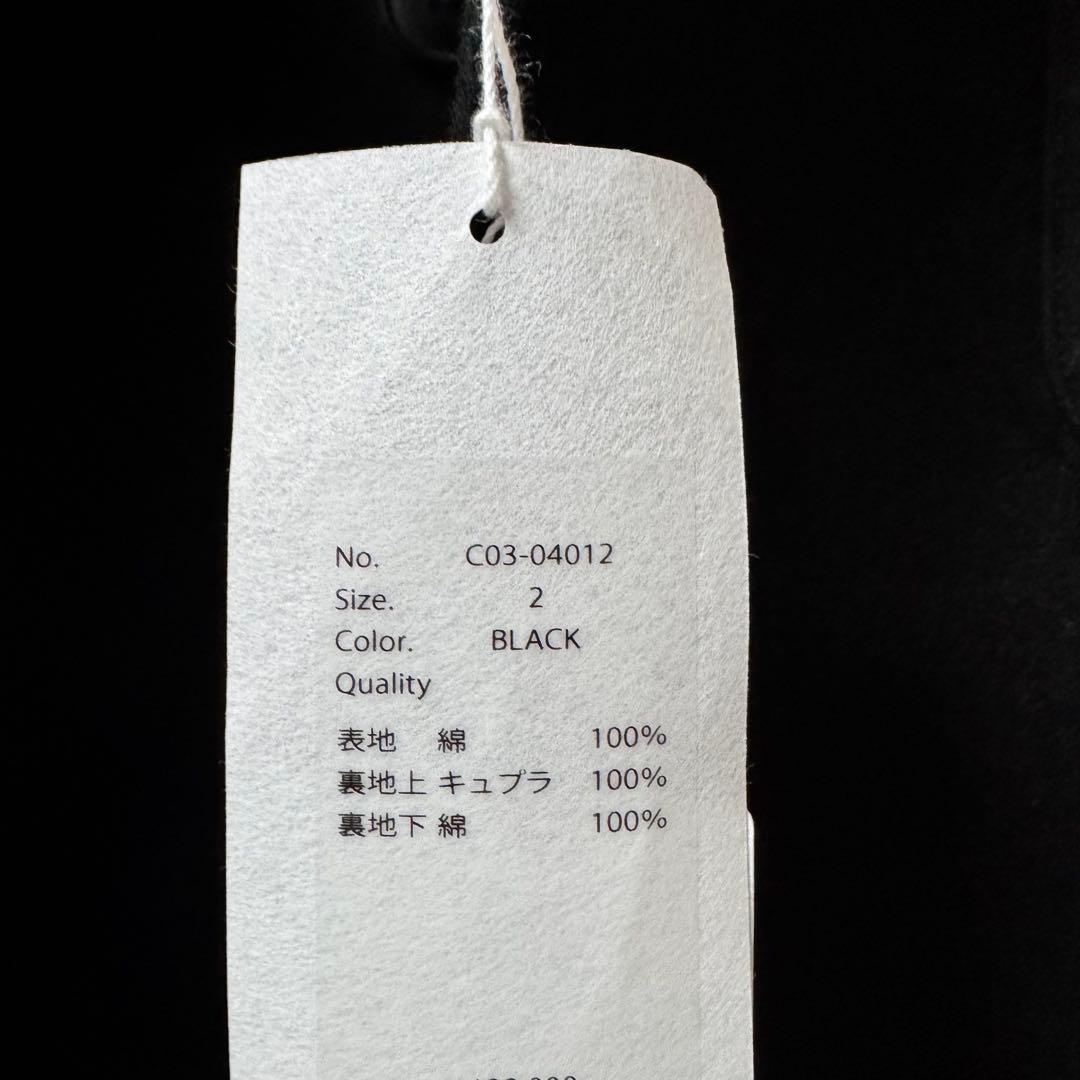 No. C03-04012
Size. 2
Color. BLACK
Quality
表地 綿 100%
裏地上 キュプラ 100%
裏地下 綿 100%